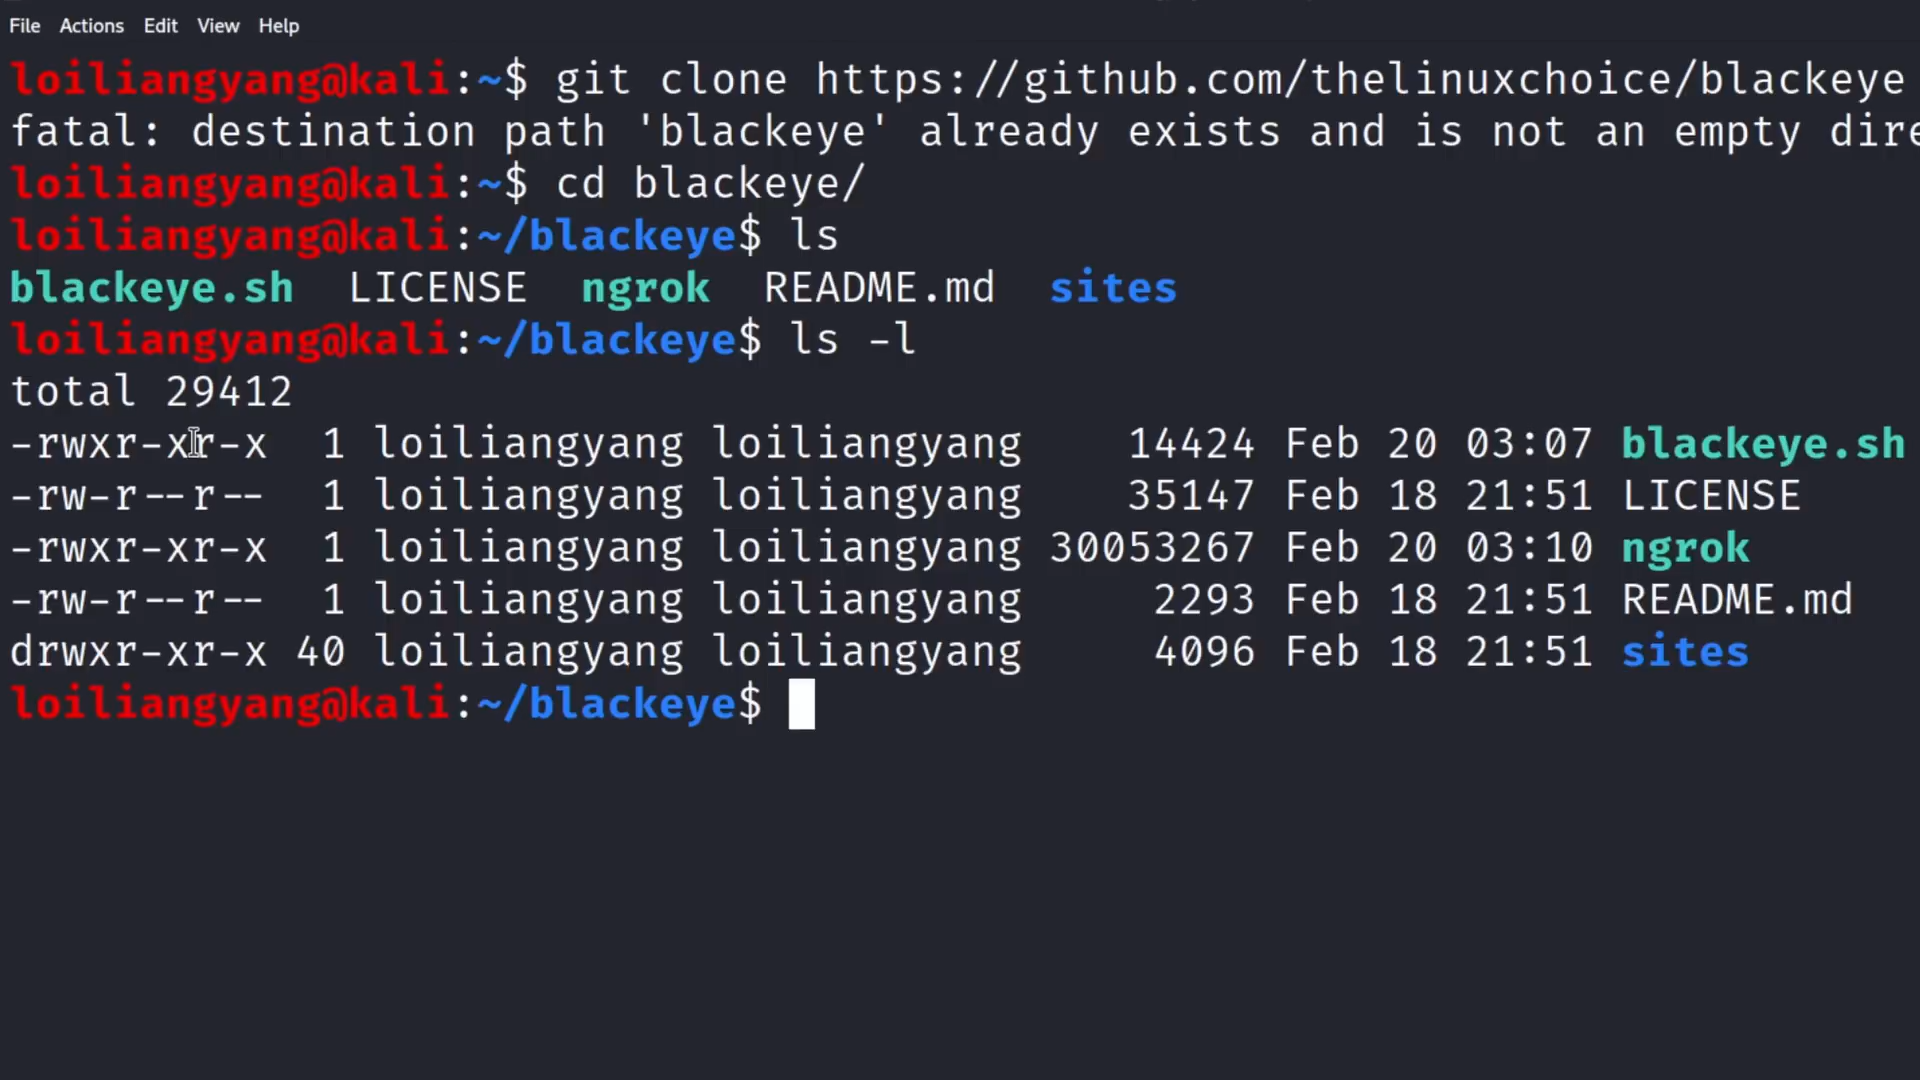 File Actions Edit View Help
loiliangyang@kali:~$ git clone https://github.com/thelinuxchoice/blackeye
fatal: destination path 'blackeye' already exists and is not an empty dire
loiliangyang@kali:~$ cd blackeye/
loiliangyang@kali:~/blackeye$ ls
blackeye.sh LICENSE ngrok README.md sites
loiliangyang@kali:~/blackeye$ ls -l
total 29412
-rwxr-xr-x 1 loiliangyang loiliangyang 14424 Feb 20 03:07 blackeye.sh
-rw-r--r-- 1 loiliangyang loiliangyang 35147 Feb 18 21:51 LICENSE
-rwxr-xr-x 1 loiliangyang loiliangyang 30053267 Feb 20 03:10 ngrok
-rw-r--r-- 1 loiliangyang loiliangyang 2293 Feb 18 21:51 README.md
drwxr-xr-x 40 loiliangyang loiliangyang 4096 Feb 18 21:51 sites
loiliangyang@kali:~/blackeye$